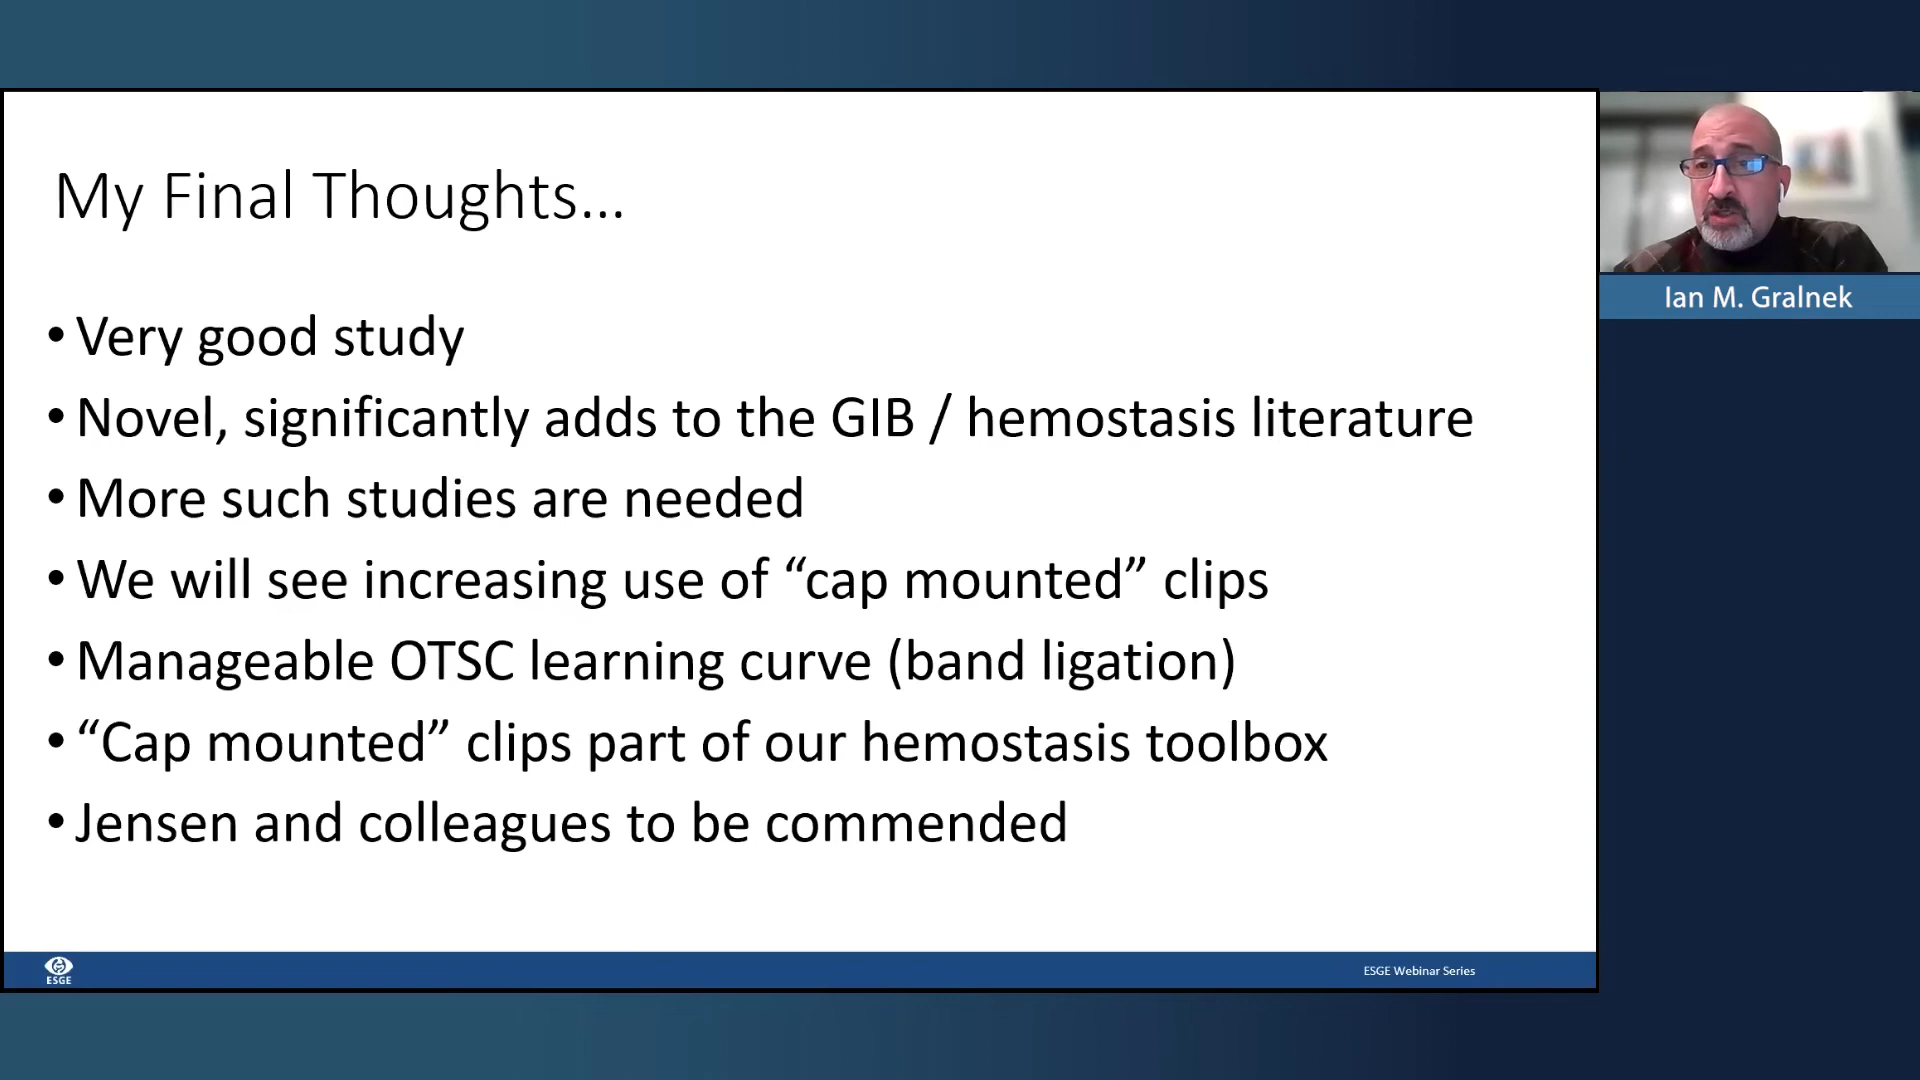 My Final Thoughts...
• Very good study
• Novel, significantly adds to the GIB / hemostasis literature
• More such studies are needed
• We will see increasing use of “cap mounted” clips
• Manageable OTSC learning curve (band ligation)
• “Cap mounted” clips part of our hemostasis toolbox
• Jensen and colleagues to be commended
Ian M. Gralnek
ESGE
ESGE Webinar Series